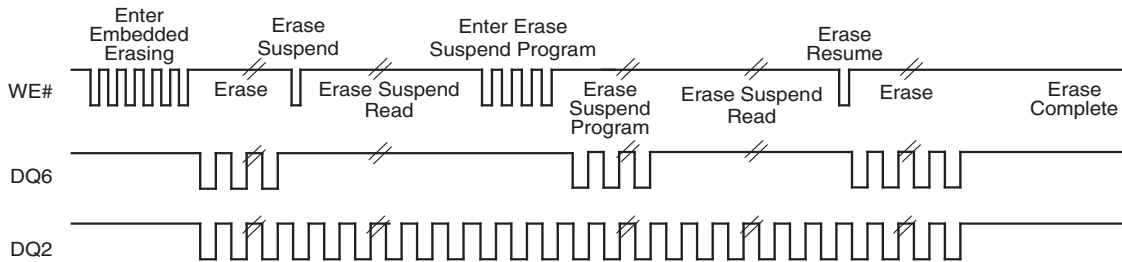 Enter
Embedded
Erasing
Erase
Suspend
Enter Erase
Suspend Program
Erase
Resume
WE#
Erase
Erase Suspend
Read
Erase
Suspend
Program
Erase Suspend
Read
Erase
Erase
Complete
DQ6
DQ2